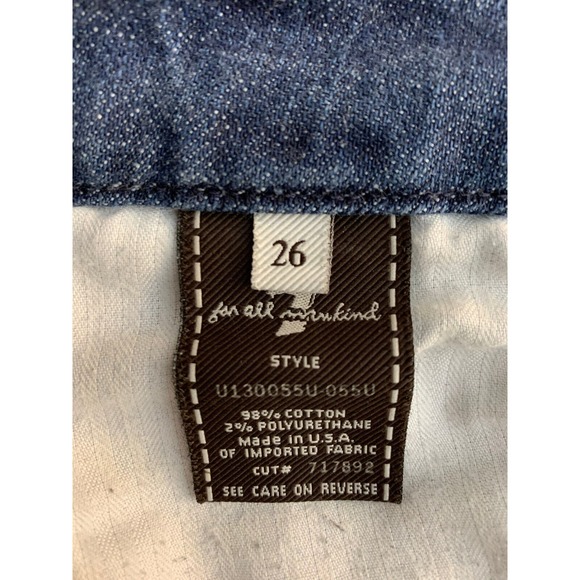 26
7
for all mankind
STYLE
U130055U-055U
98% COTTON
2% POLYURETHANE
Made in U.S.A.
OF IMPORTED FABRIC
CUT# 717892
SEE CARE ON REVERSE